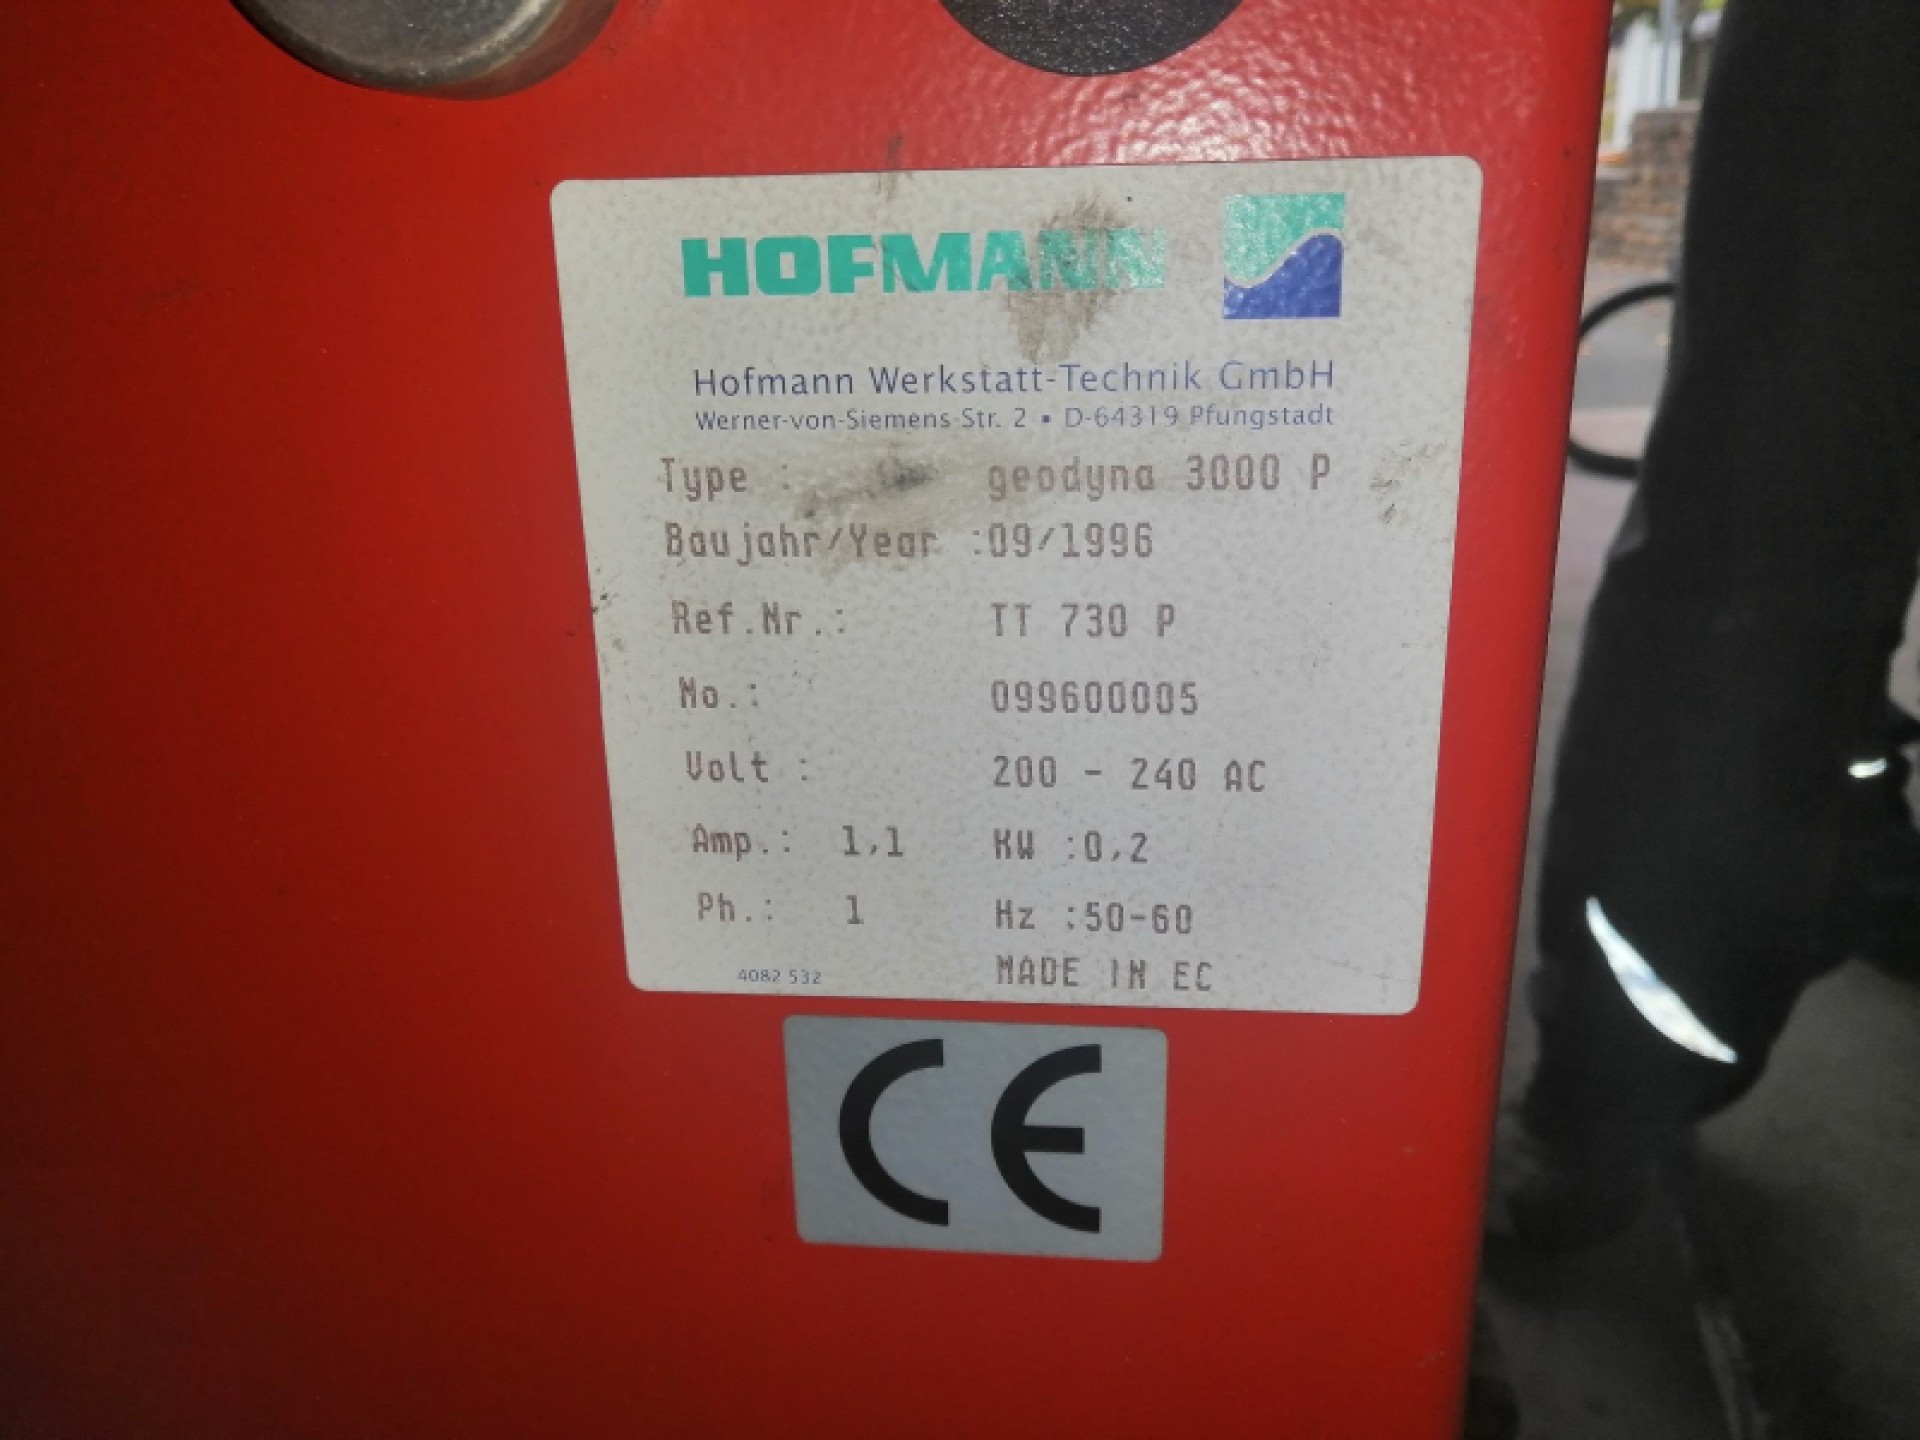 HOFMANN
Hofmann Werkstatt-Technik GmbH
Werner-von-Siemens-Str. 2 ▪ D-64319 Pfungstadt
Type : geodyna 3000 P
Baujahr/Year :09/1996
Ref.Nr.: TT 730 P
No.: 099600005
Volt : 200 - 240 AC
Amp.: 1,1 KW :0,2
Ph.: 1 Hz :50-60
4082 532 MADE IN EC
CE